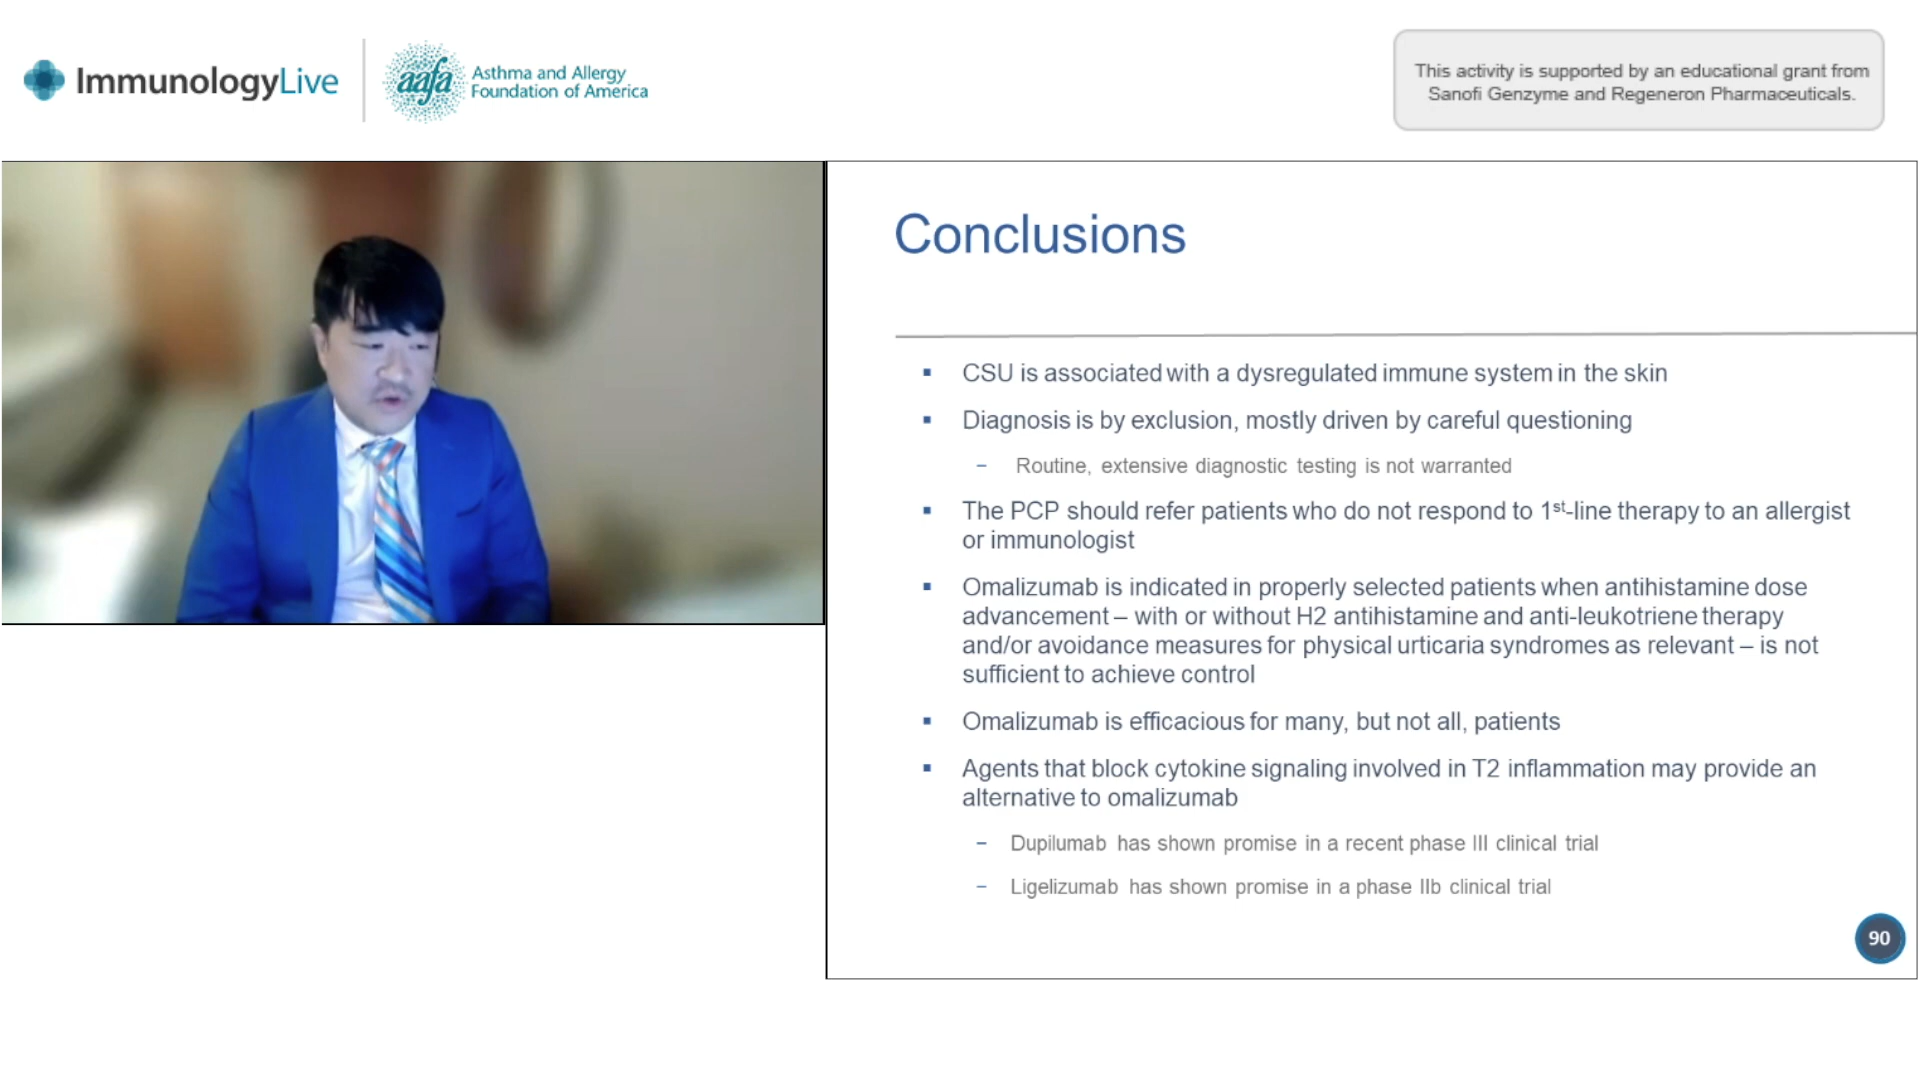 ImmunologyLive
aafa
Asthma and Allergy
Foundation of America
This activity is supported by an educational grant from
Sanofi Genzyme and Regeneron Pharmaceuticals.
Conclusions
▪ CSU is associated with a dysregulated immune system in the skin
▪ Diagnosis is by exclusion, mostly driven by careful questioning
– Routine, extensive diagnostic testing is not warranted
▪ The PCP should refer patients who do not respond to 1st-line therapy to an allergist
or immunologist
▪ Omalizumab is indicated in properly selected patients when antihistamine dose
advancement – with or without H2 antihistamine and anti-leukotriene therapy
and/or avoidance measures for physical urticaria syndromes as relevant – is not
sufficient to achieve control
▪ Omalizumab is efficacious for many, but not all, patients
▪ Agents that block cytokine signaling involved in T2 inflammation may provide an
alternative to omalizumab
– Dupilumab has shown promise in a recent phase III clinical trial
– Ligelizumab has shown promise in a phase IIb clinical trial
90